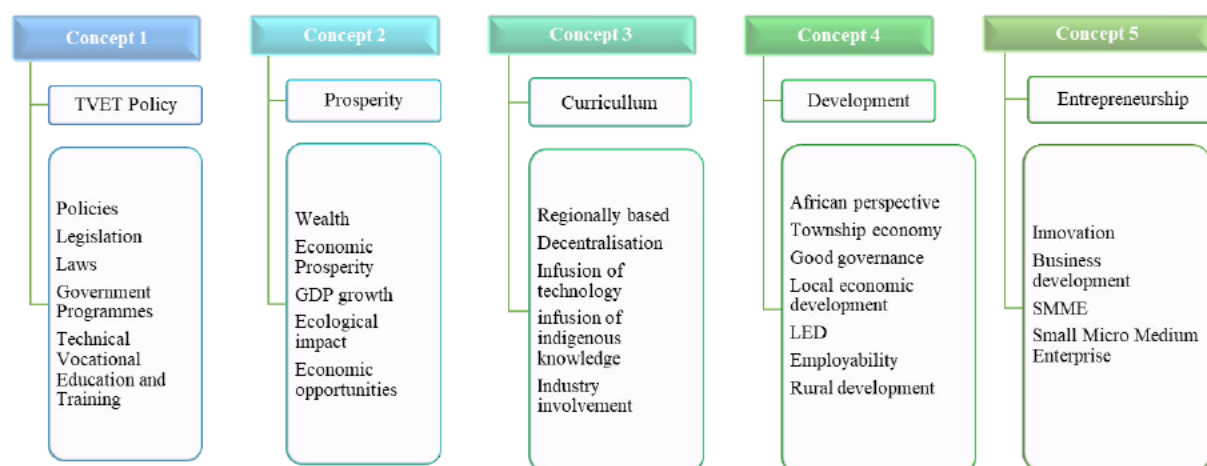 Concept 1
TVET Policy
Policies
Legislation
Laws
Government
Programmes
Technical
Vocational
Education and
Training
Concept 2
Prosperity
Wealth
Economic
Prosperity
GDP growth
Ecological
impact
Economic
opportunities
Concept 3
Curricullum
Regionally based
Decentralisation
Infusion of
technology
infusion of
indigenous
knowledge
Industry
involvement
Concept 4
Development
African perspective
Township economy
Good governance
Local economic
development
LED
Employability
Rural development
Concept 5
Entrepreneurship
Innovation
Business
development
SMME
Small Micro Medium
Enterprise